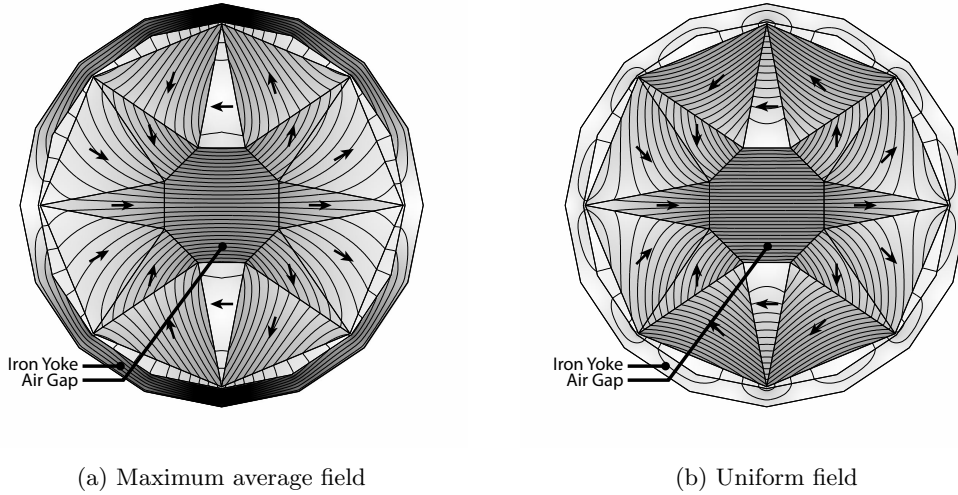 Iron Yoke
Air Gap
Iron Yoke
Air Gap
(a) Maximum average field
(b) Uniform field